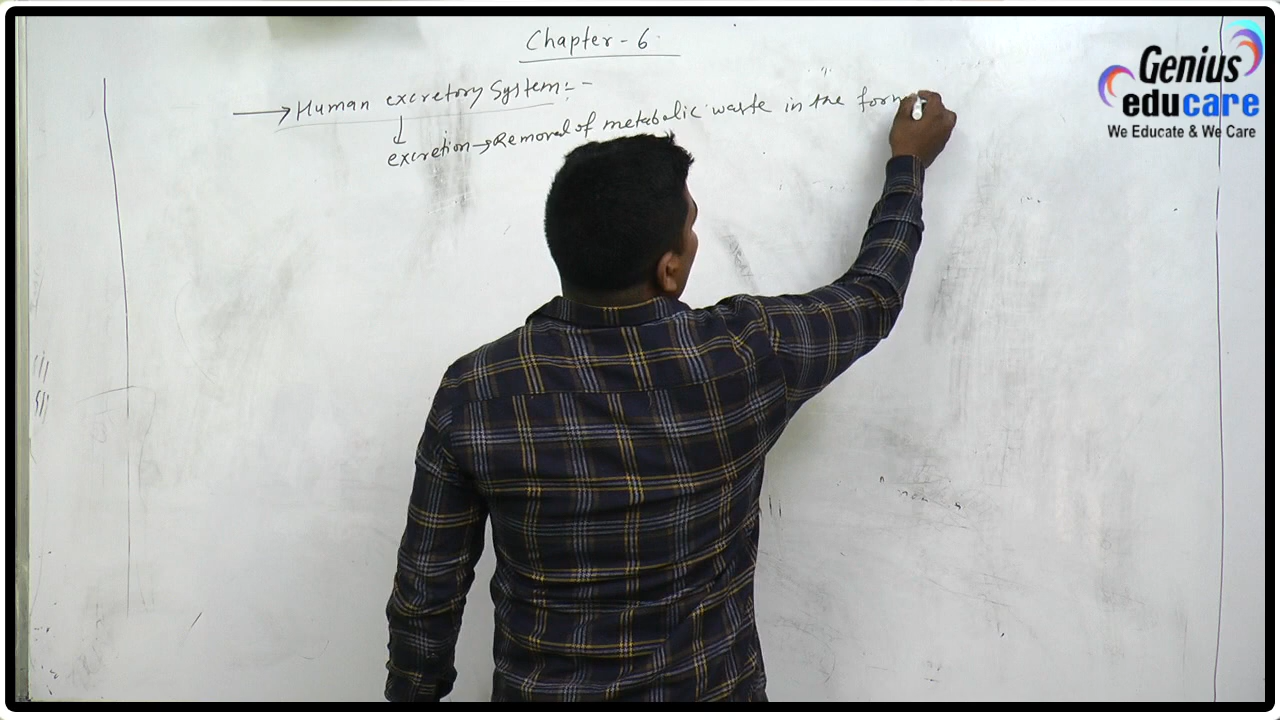 Chapter - 6
Human excretory System:-
excretion → Removal of metabolic waste in the form
Genius
educare
We Educate & We Care